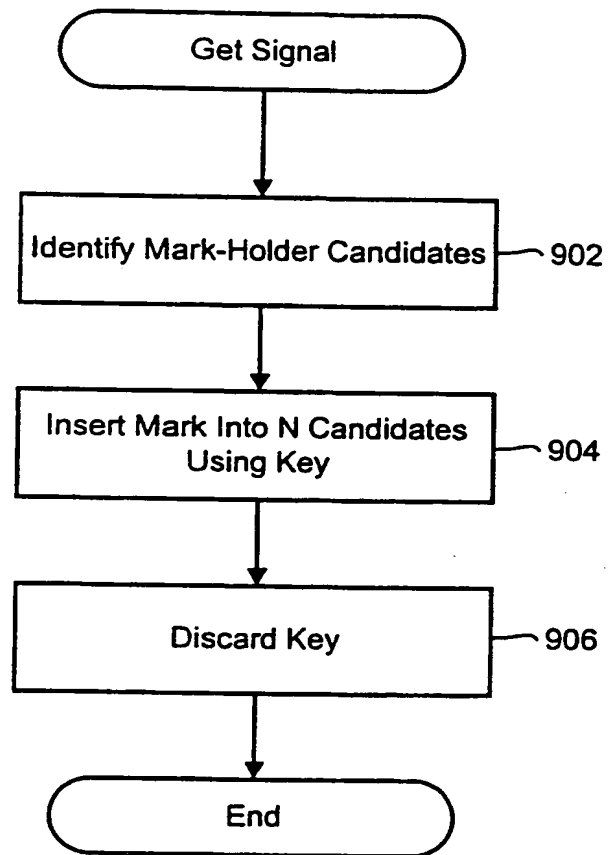 Get Signal
Identify Mark-Holder Candidates
902
Insert Mark Into N Candidates
Using Key
904
Discard Key
906
End